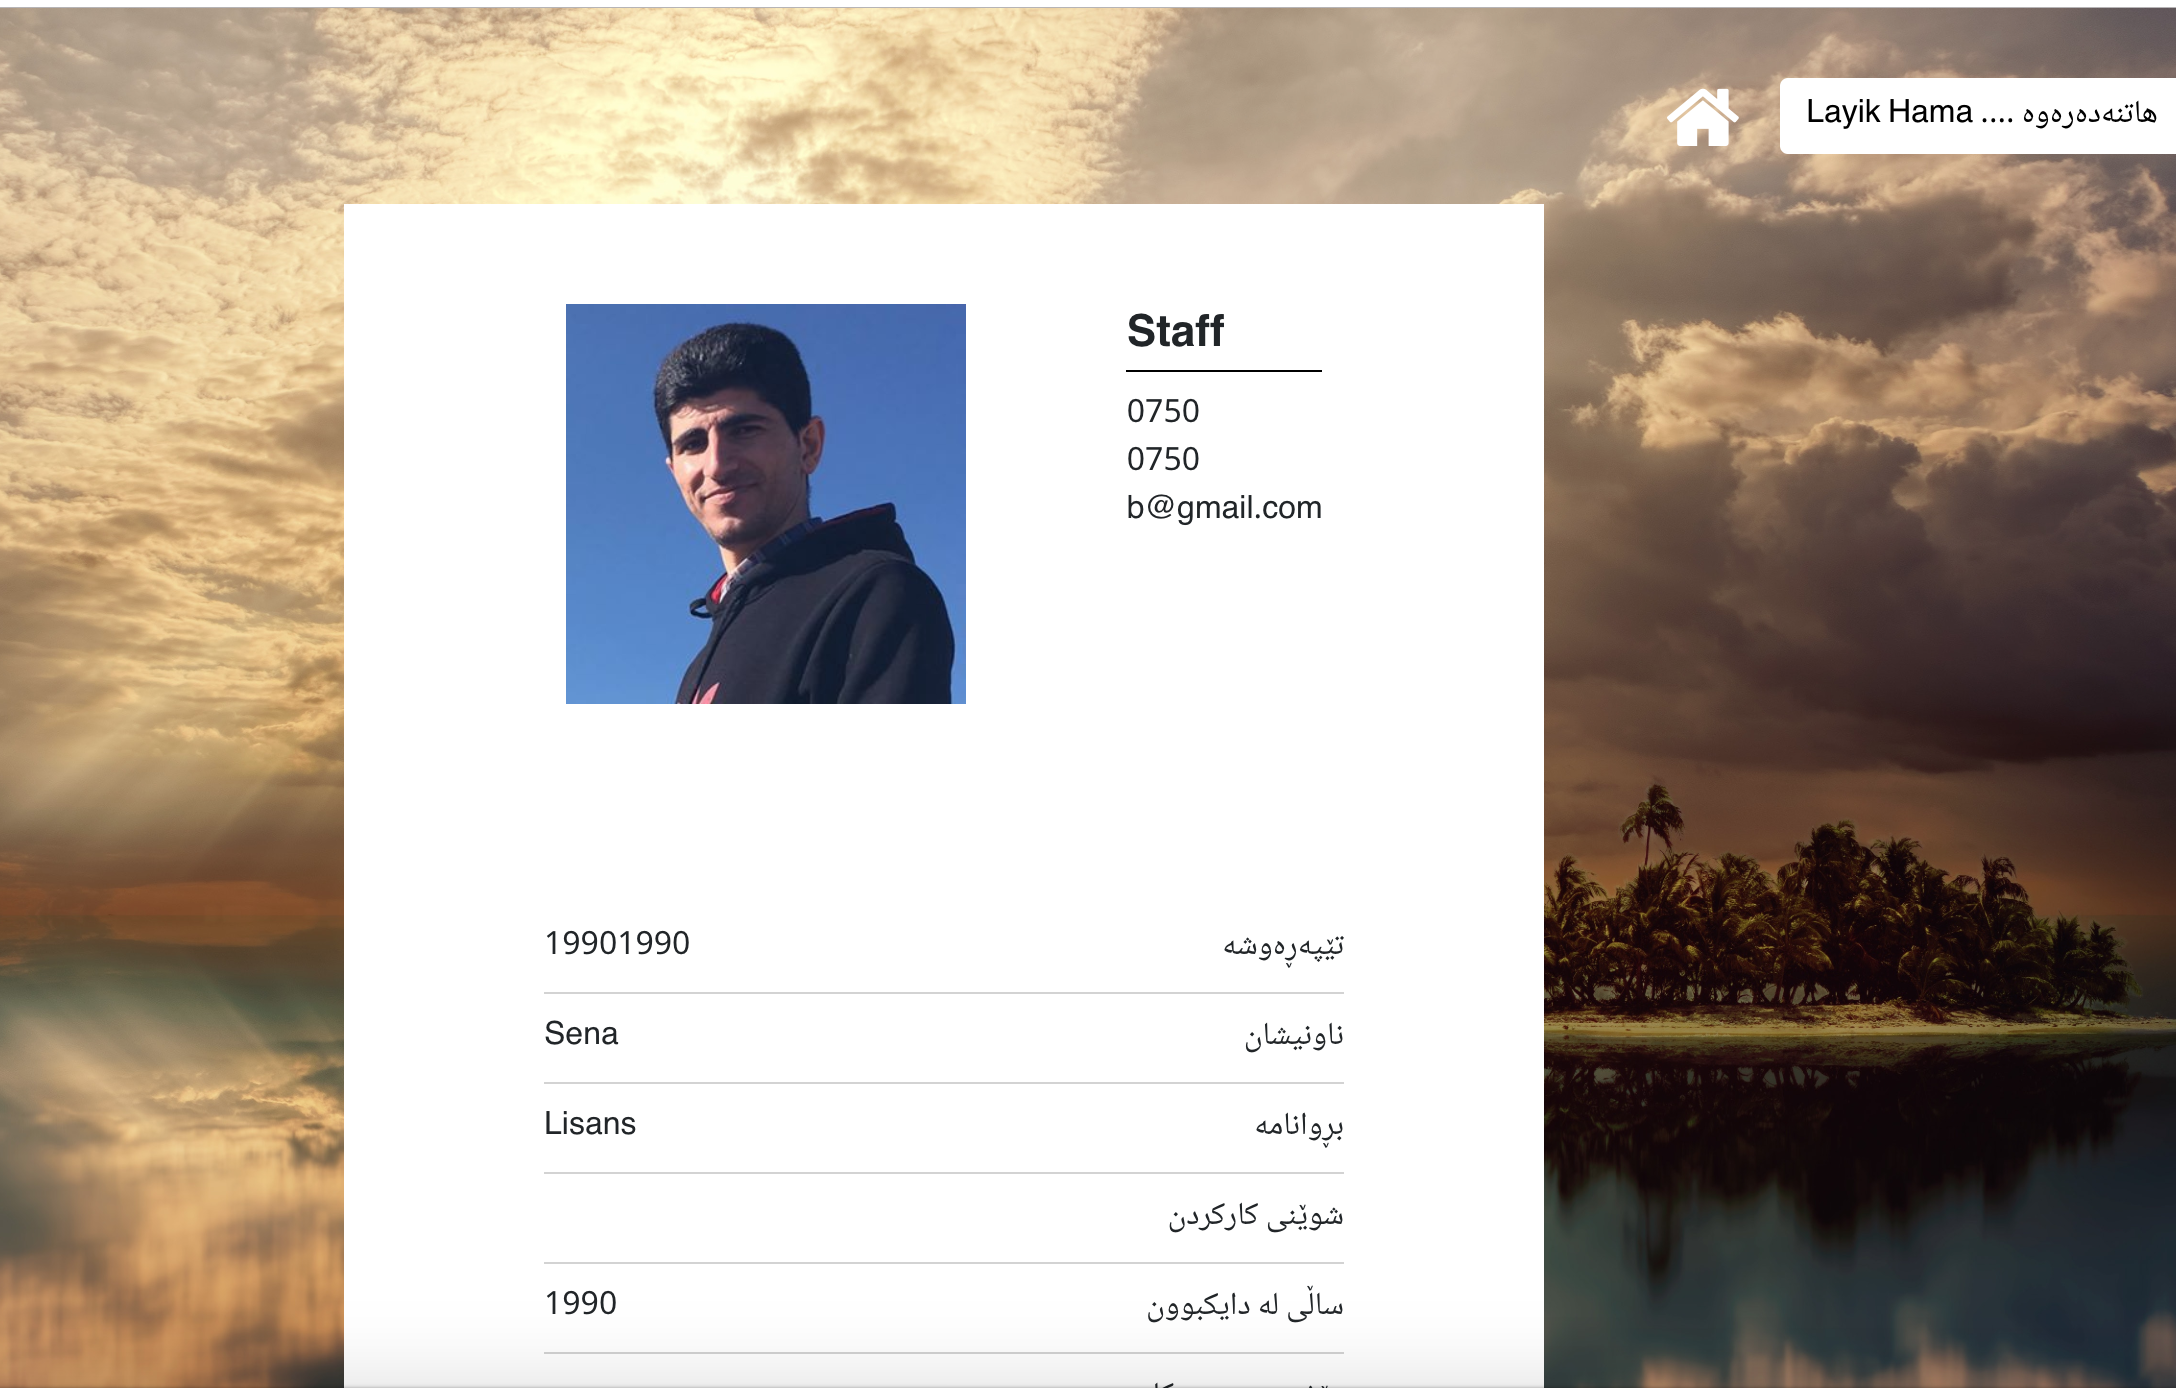 Layik Hama .... هاتنەدەرەوە
Staff
0750
0750
b@gmail.com
تێپەڕەوشە 19901990
ناونیشان Sena
بڕوانامە Lisans
شوێنی کارکردن
ساڵی لە دایکبوون 1990